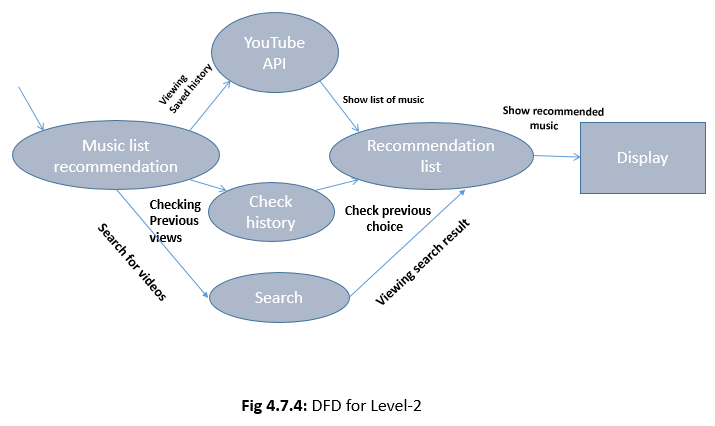 YouTube
API
Viewing
Saved history
Show list of music
Show recommended
music
Music list
recommendation
Recommendation
list
Display
Checking
Previous
views
Check
history
Check previous
choice
Search for videos
Search
Viewing search result
Fig 4.7.4: DFD for Level-2